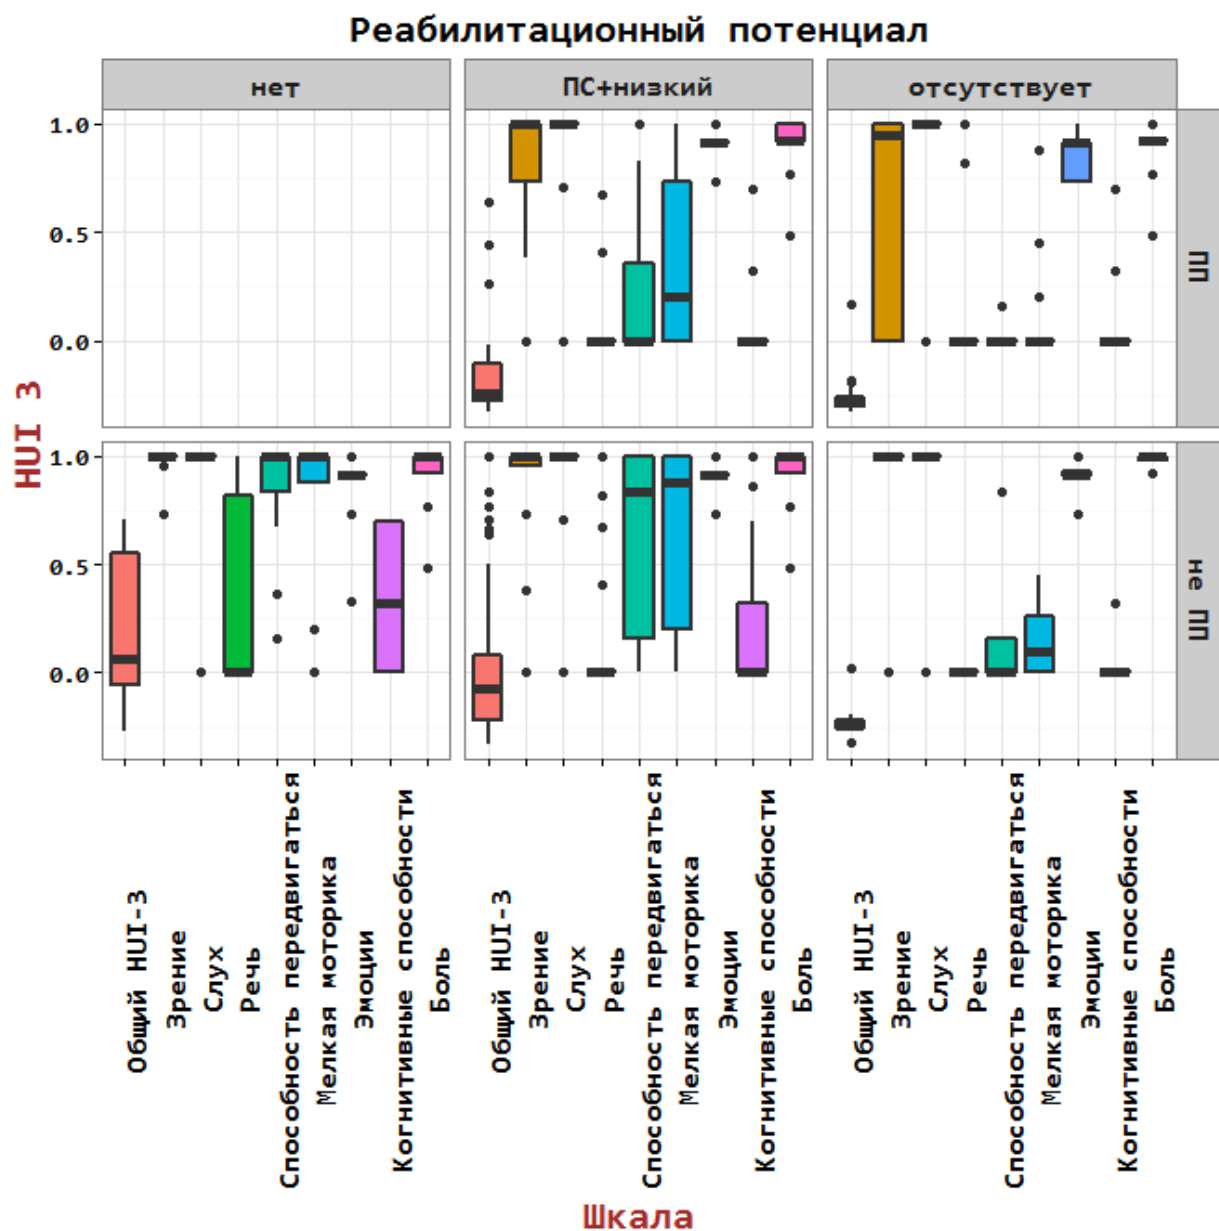 Реабилитационный потенциал
нет
ПС+низкий
отсутствует
1.0
0.5
0.0
ПП
HUI 3
1.0
0.5
0.0
не ПП
Общий HUI-3
Зрение
Слух
Речь
Способность передвигаться
Мелкая моторика
Эмоции
Когнитивные способности
Боль
Общий HUI-3
Зрение
Слух
Речь
Способность передвигаться
Мелкая моторика
Эмоции
Когнитивные способности
Боль
Общий HUI-3
Зрение
Слух
Речь
Способность передвигаться
Мелкая моторика
Эмоции
Когнитивные способности
Боль
Шкала